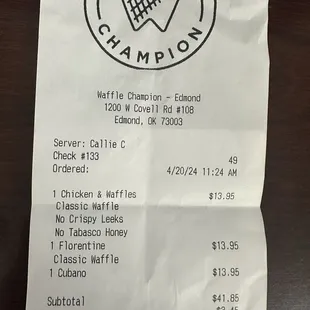 CHAMPION
Waffle Champion - Edmond
1200 W Covell Rd #108
Edmond, OK 73003
Server: Callie C
Check #133 49
Ordered: 4/20/24 11:24 AM
1 Chicken & Waffles $13.95
Classic Waffle
No Crispy Leeks
No Tabasco Honey
1 Florentine $13.95
Classic Waffle
1 Cubano $13.95
Subtotal $41.85